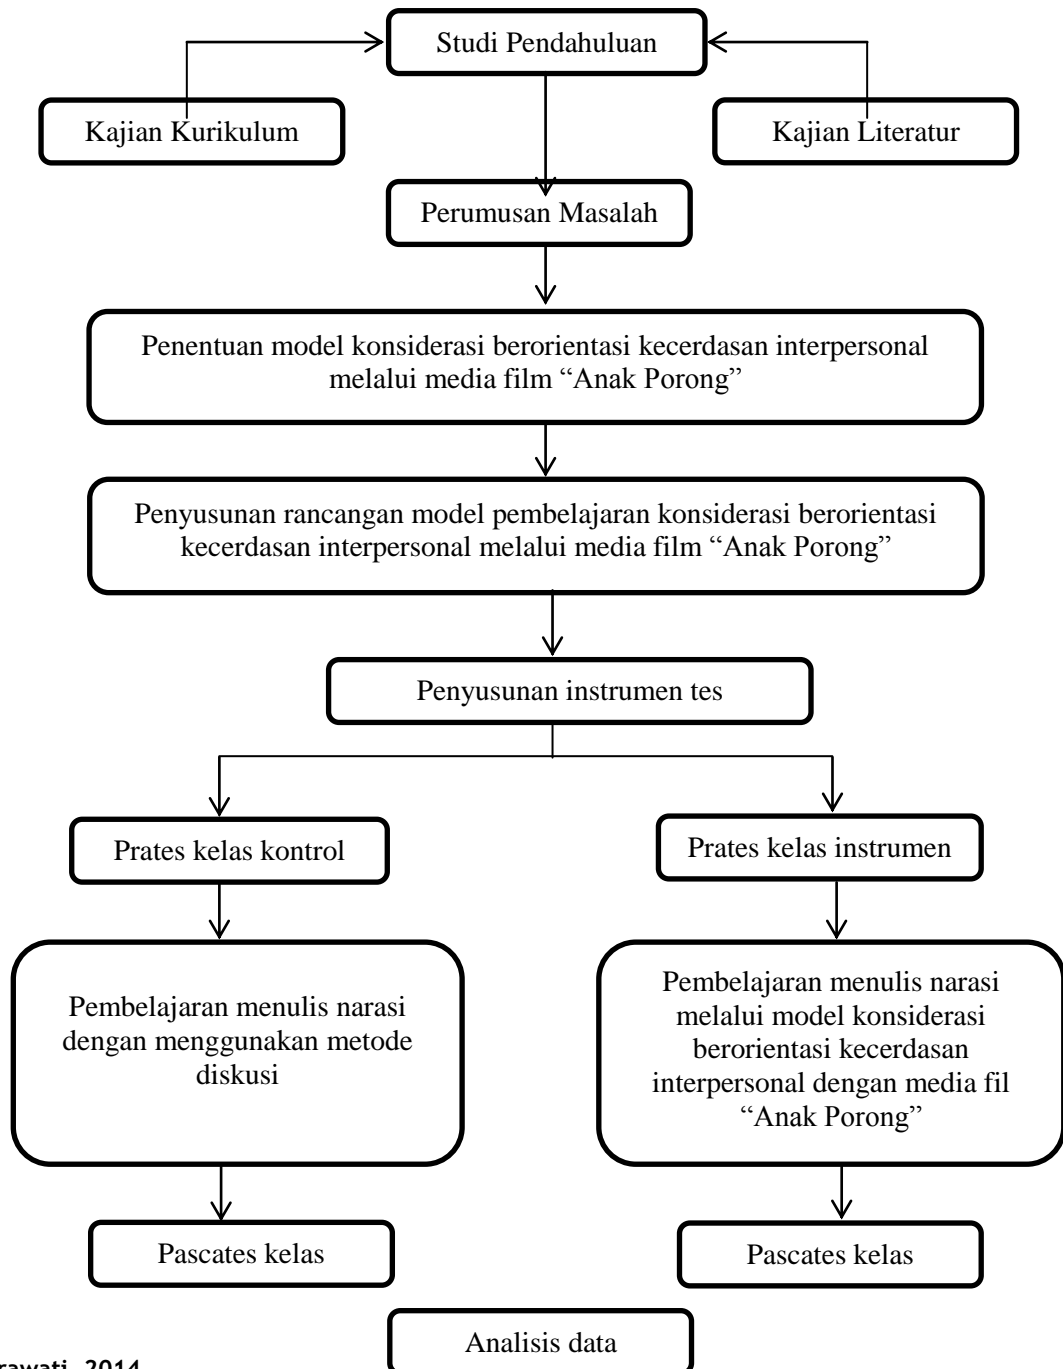 Studi Pendahuluan
Kajian Kurikulum
Kajian Literatur
Perumusan Masalah
Penentuan model konsiderasi berorientasi kecerdasan interpersonal
melalui media film “Anak Porong”
Penyusunan rancangan model pembelajaran konsiderasi berorientasi
kecerdasan interpersonal melalui media film “Anak Porong”
Penyusunan instrumen tes
Prates kelas kontrol
Prates kelas instrumen
Pembelajaran menulis narasi
dengan menggunakan metode
diskusi
Pembelajaran menulis narasi
melalui model konsiderasi
berorientasi kecerdasan
interpersonal dengan media fil
“Anak Porong”
Pascates kelas
Pascates kelas
Analisis data
2014